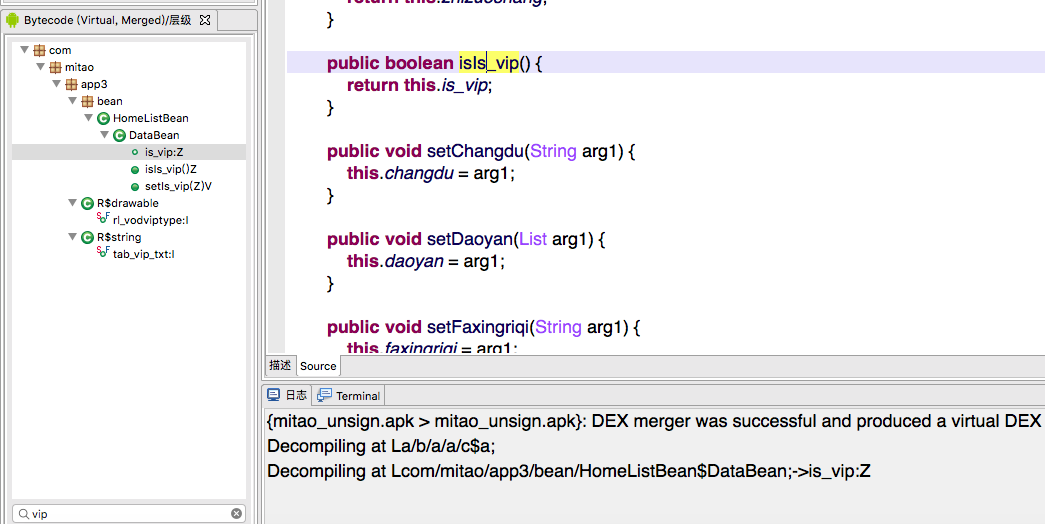 Bytecode (Virtual, Merged)/层级
com
mitao
app3
bean
HomeListBean
DataBean
is_vip:Z
isIs_vip()Z
setIs_vip(Z)V
R$drawable
rl_vodviptype:I
R$string
tab_vip_txt:I
vip
return this.zhizuoshang;
}
public boolean isIs_vip() {
return this.is_vip;
}
public void setChangdu(String arg1) {
this.changdu = arg1;
}
public void setDaoyan(List arg1) {
this.daoyan = arg1;
}
public void setFaxingriqi(String arg1) {
this.faxingriqi = arg1;
描述
Source
日志
Terminal
{mitao_unsign.apk > mitao_unsign.apk}: DEX merger was successful and produced a virtual DEX
Decompiling at La/b/a/a/c$a;
Decompiling at Lcom/mitao/app3/bean/HomeListBean$DataBean;->is_vip:Z